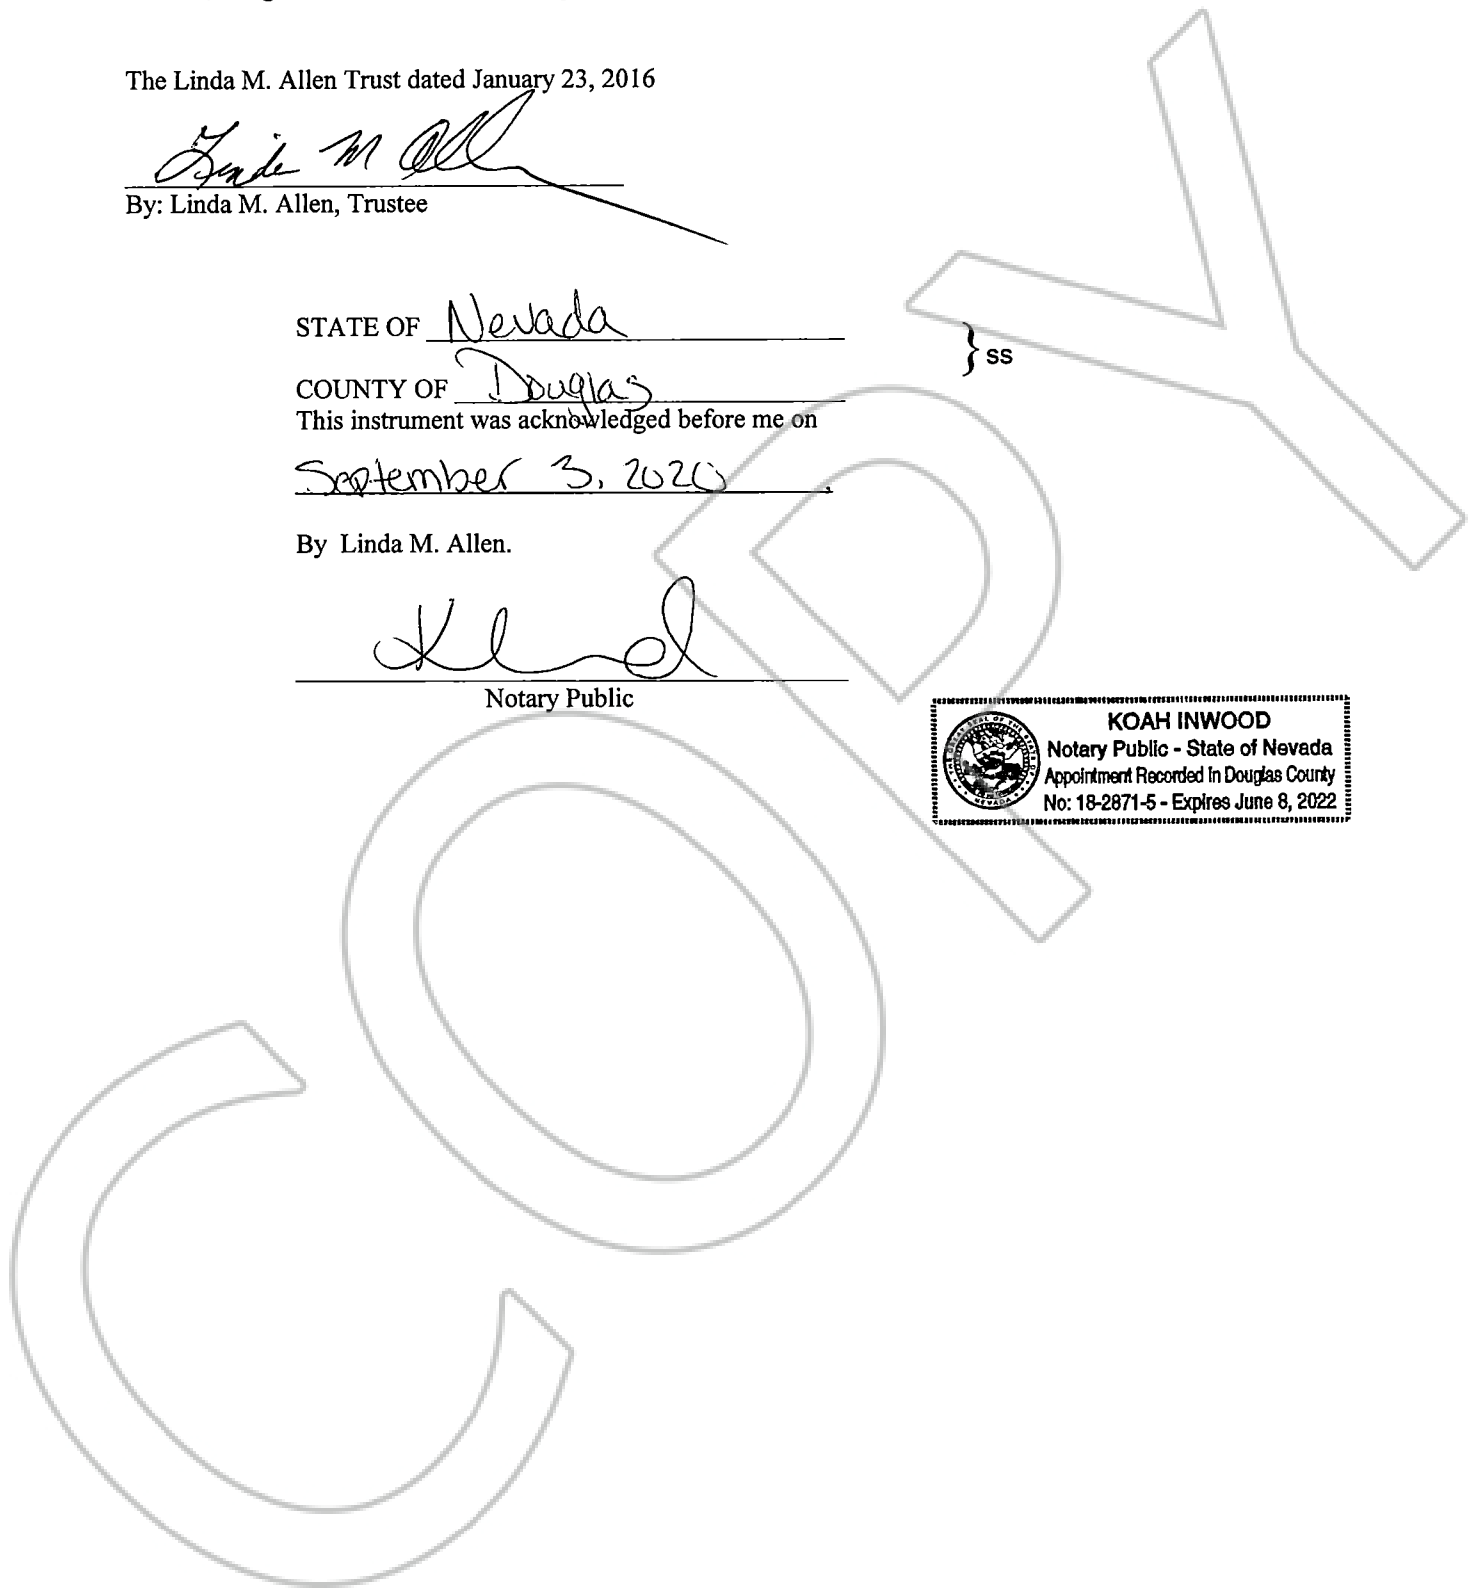 The Linda M. Allen Trust dated January 23, 2016
Linda M Allen
By: Linda M. Allen, Trustee
STATE OF Nevada
} ss
COUNTY OF Douglas
This instrument was acknowledged before me on
September 3, 2020 ,
By Linda M. Allen.
Notary Public
KOAH INWOOD
Notary Public - State of Nevada
Appointment Recorded In Douglas County
No: 18-2871-5 - Expires June 8, 2022
COPY